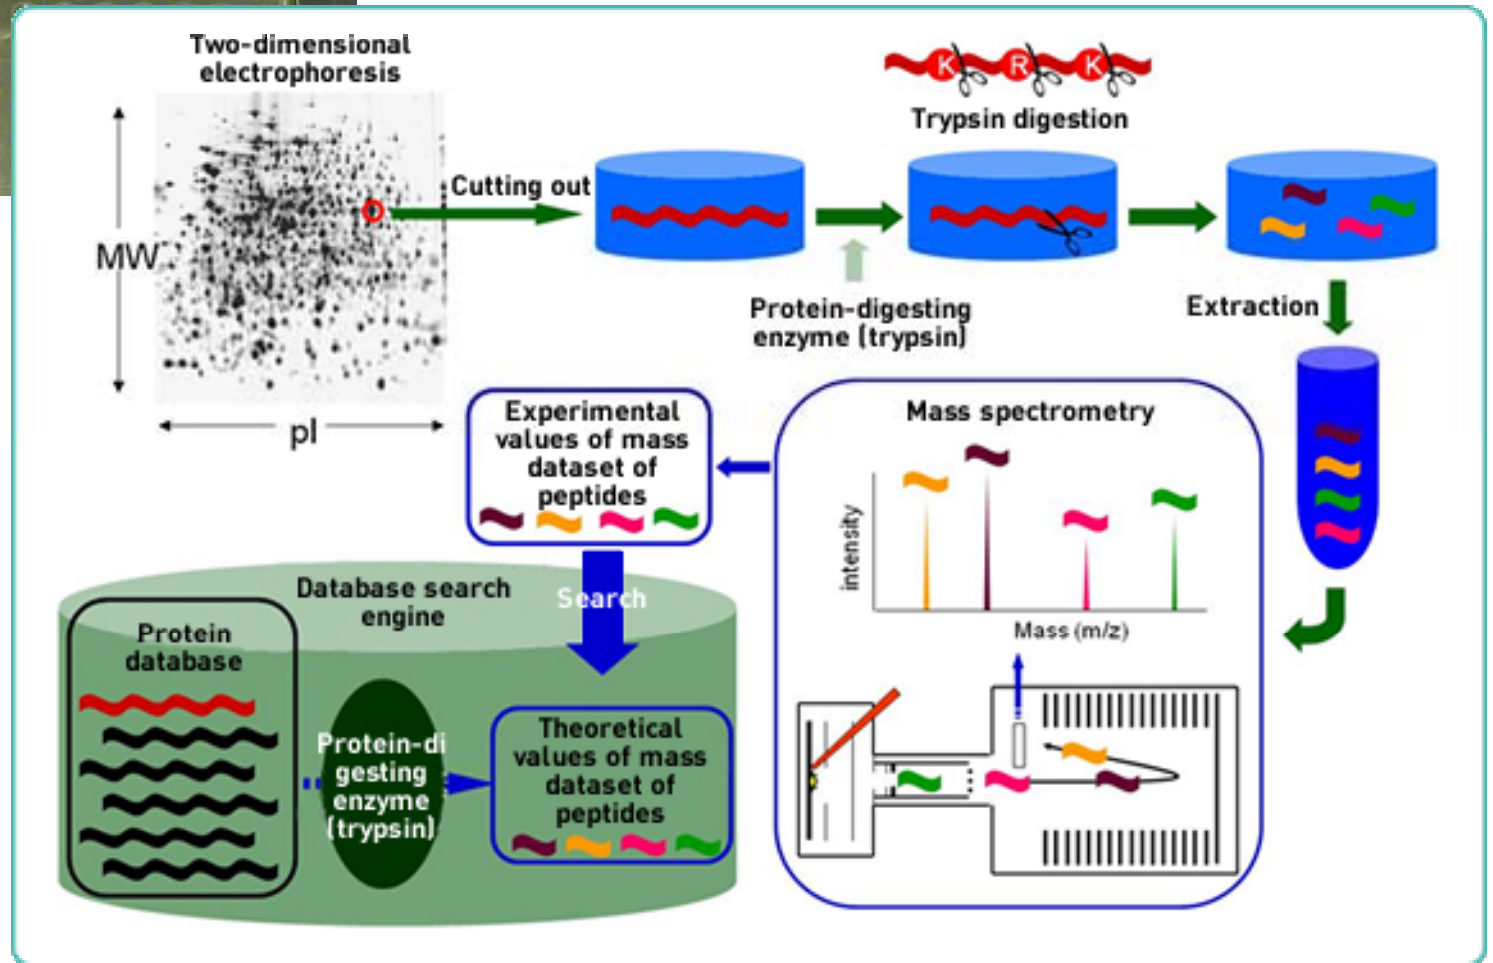 Two-dimensional
electrophoresis
MW
pI
Cutting out
K R K
Trypsin digestion
Protein-digesting
enzyme (trypsin)
Extraction
Mass spectrometry
intensity
Mass (m/z)
Experimental
values of mass
dataset of
peptides
Search
Database search
engine
Protein
database
Protein-di
gesting
enzyme
(trypsin)
Theoretical
values of mass
dataset of
peptides